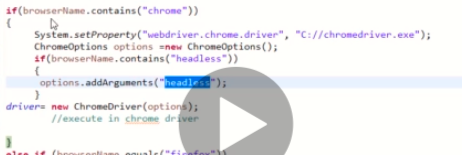 if(browserName.contains("chrome"))
{
System.setProperty("webdriver.chrome.driver", "C://chromedriver.exe");
ChromeOptions options =new ChromeOptions();
if(browserName.contains("headless"))
{
options.addArguments("headless");
}
driver= new ChromeDriver(options);
//execute in chrome driver
}
else if (browserName.equals("firefox"))